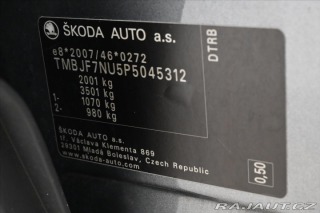 ŠKODA AUTO a.s.
e8*2007/46*0272
TMBJF7NU5P5045312
2001 kg
3501 kg
1- 1070 kg
2- 980 kg
DTRB
ŠKODA AUTO a.s.
tř. Václava Klementa 869
29301 Mladá Boleslav, Czech Republic
www.skoda-auto.com
0,50
RAJAUT.CZ